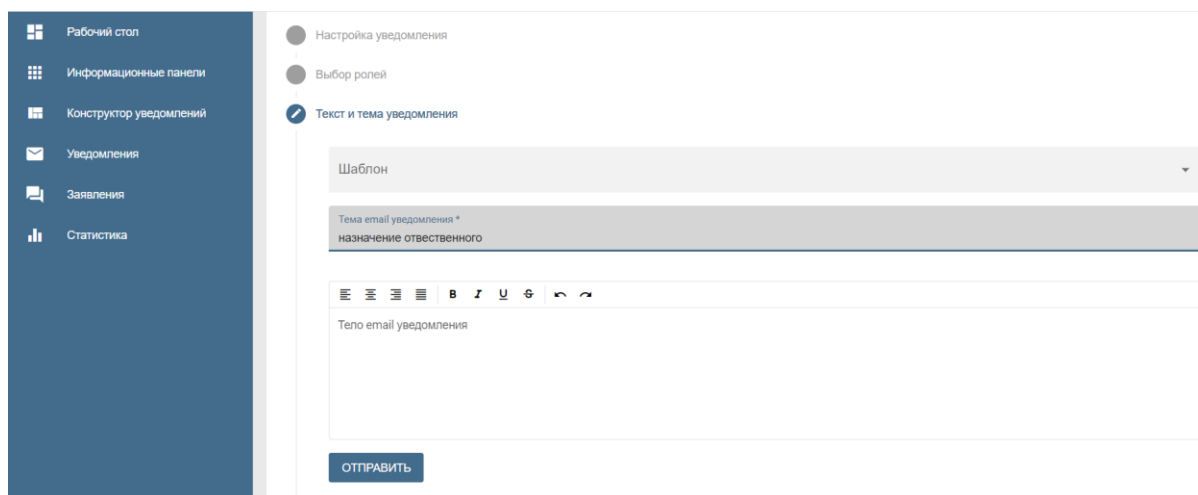 Рабочий стол
Информационные панели
Конструктор уведомлений
Уведомления
Заявления
Статистика
Настройка уведомления
Выбор ролей
Текст и тема уведомления
Шаблон
Тема email уведомления *
назначение отвественного
B I U S
Тело email уведомления
ОТПРАВИТЬ